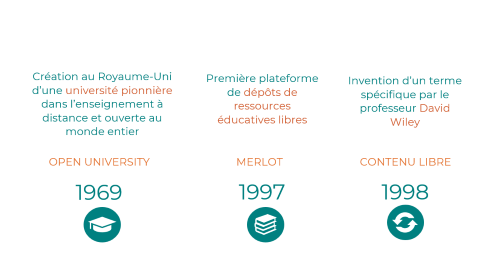 Création au Royaume-Uni
d'une université pionnière
dans l'enseignement à
distance et ouverte au
monde entier
OPEN UNIVERSITY
1969
Première plateforme
de dépôts de
ressources
éducatives libres
MERLOT
1997
Invention d'un terme
spécifique par le
professeur David
Wiley
CONTENU LIBRE
1998